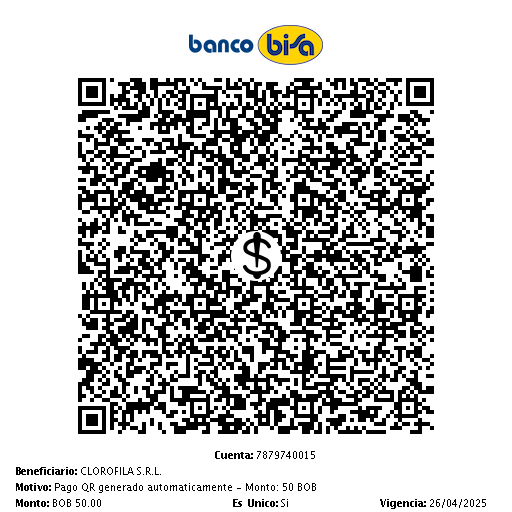 banco bisa
Cuenta: 7879740015
Beneficiario: CLOROFILA S.R.L.
Motivo: Pago QR generado automaticamente - Monto: 50 BOB
Monto: BOB 50.00 Es Unico: Si Vigencia: 26/04/2025